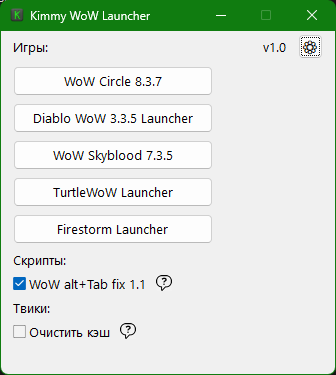 Kimmy WoW Launcher
Игры: v1.0
WoW Circle 8.3.7
Diablo WoW 3.3.5 Launcher
WoW Skyblood 7.3.5
TurtleWoW Launcher
Firestorm Launcher
Скрипты:
WoW alt+Tab fix 1.1
Твики:
Очистить кэш